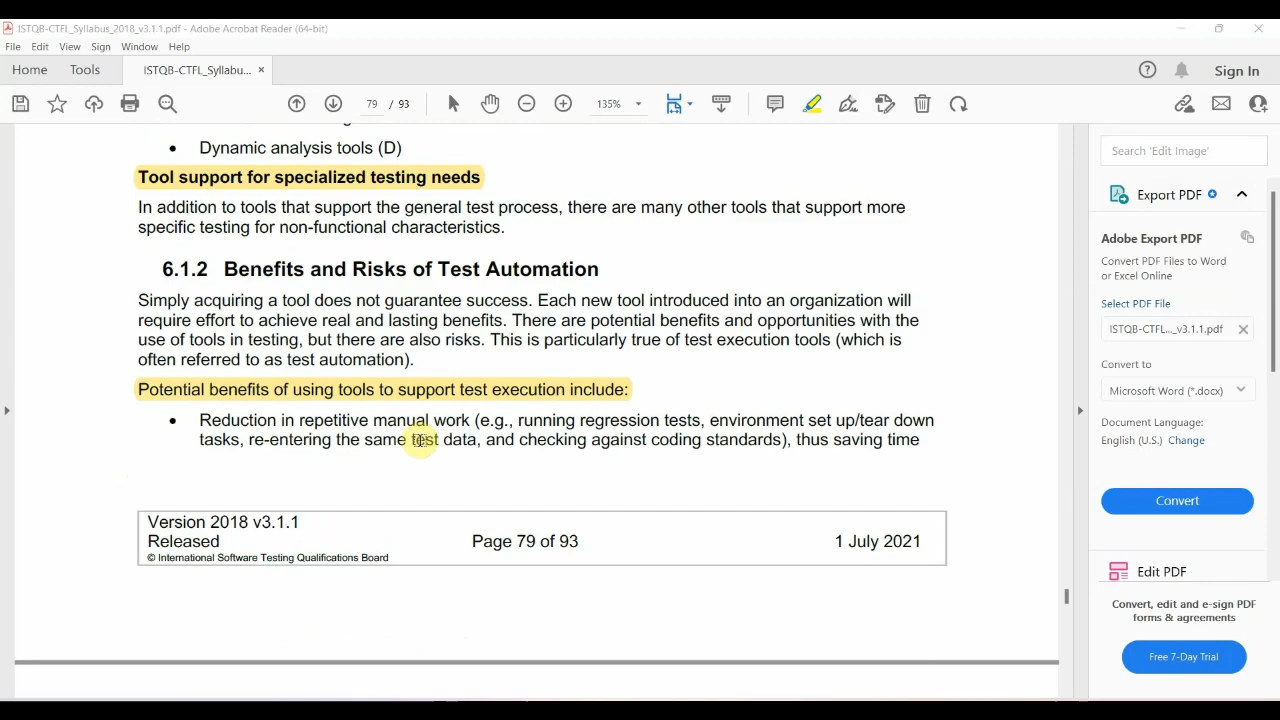 ISTQB-CTFL_Syllabus_2018_v3.1.1.pdf - Adobe Acrobat Reader (64-bit)
File Edit View Sign Window Help
Home Tools ISTQB-CTFL_Syllabu... × Sign In
79 / 93 135%
• Dynamic analysis tools (D)
Tool support for specialized testing needs
In addition to tools that support the general test process, there are many other tools that support more
specific testing for non-functional characteristics.
6.1.2 Benefits and Risks of Test Automation
Simply acquiring a tool does not guarantee success. Each new tool introduced into an organization will
require effort to achieve real and lasting benefits. There are potential benefits and opportunities with the
use of tools in testing, but there are also risks. This is particularly true of test execution tools (which is
often referred to as test automation).
Potential benefits of using tools to support test execution include:
• Reduction in repetitive manual work (e.g., running regression tests, environment set up/tear down
tasks, re-entering the same test data, and checking against coding standards), thus saving time
Version 2018 v3.1.1
Released
Page 79 of 93
1 July 2021
© International Software Testing Qualifications Board
Search 'Edit Image'
Export PDF
Adobe Export PDF
Convert PDF Files to Word
or Excel Online
Select PDF File
ISTQB-CTFL..._v3.1.1.pdf
Convert to
Microsoft Word (*.docx)
Document Language:
English (U.S.) Change
Convert
Edit PDF
Convert, edit and e-sign PDF
forms & agreements
Free 7-Day Trial